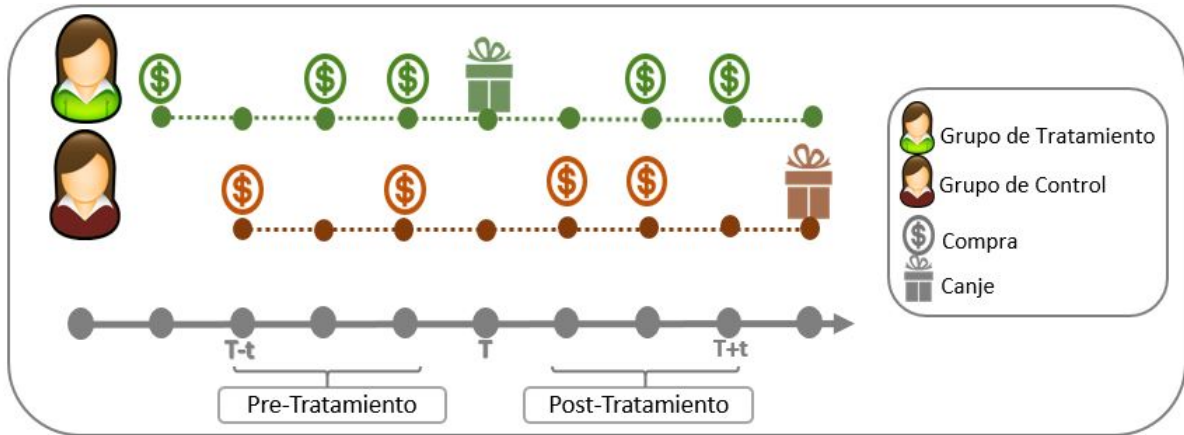 $ $ $ $ $
Grupo de Tratamiento
$ $ $ $
Grupo de Control
$ Compra
Canje
T-t T T+t
Pre-Tratamiento Post-Tratamiento